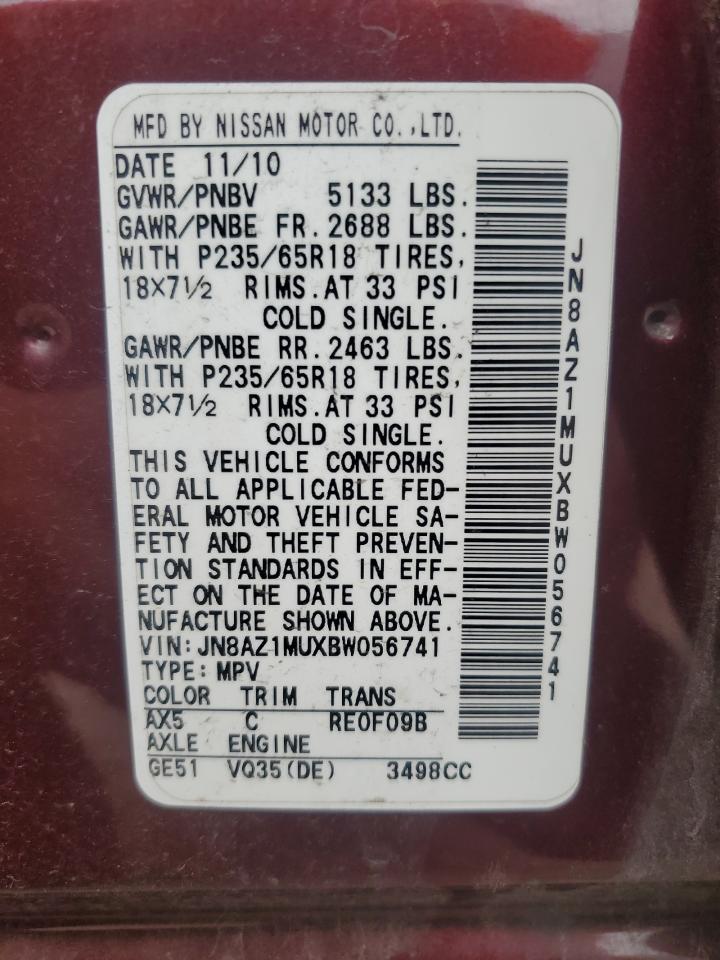 MFD BY NISSAN MOTOR CO.,LTD.
DATE 11/10
GVWR/PNBV 5133 LBS.
GAWR/PNBE FR. 2688 LBS.
WITH P235/65R18 TIRES,
18×7½ RIMS. AT 33 PSI
COLD SINGLE.
GAWR/PNBE RR. 2463 LBS.
WITH P235/65R18 TIRES,
18×7½ RIMS. AT 33 PSI
COLD SINGLE.
THIS VEHICLE CONFORMS
TO ALL APPLICABLE FED-
ERAL MOTOR VEHICLE SA-
FETY AND THEFT PREVEN-
TION STANDARDS IN EFF-
ECT ON THE DATE OF MA-
NUFACTURE SHOWN ABOVE.
VIN: JN8AZ1MUXBW056741
TYPE: MPV
COLOR TRIM TRANS
AX5 C RE0F09B
AXLE ENGINE
GE51 VQ35(DE) 3498CC
JN8AZ1MUXBW056741